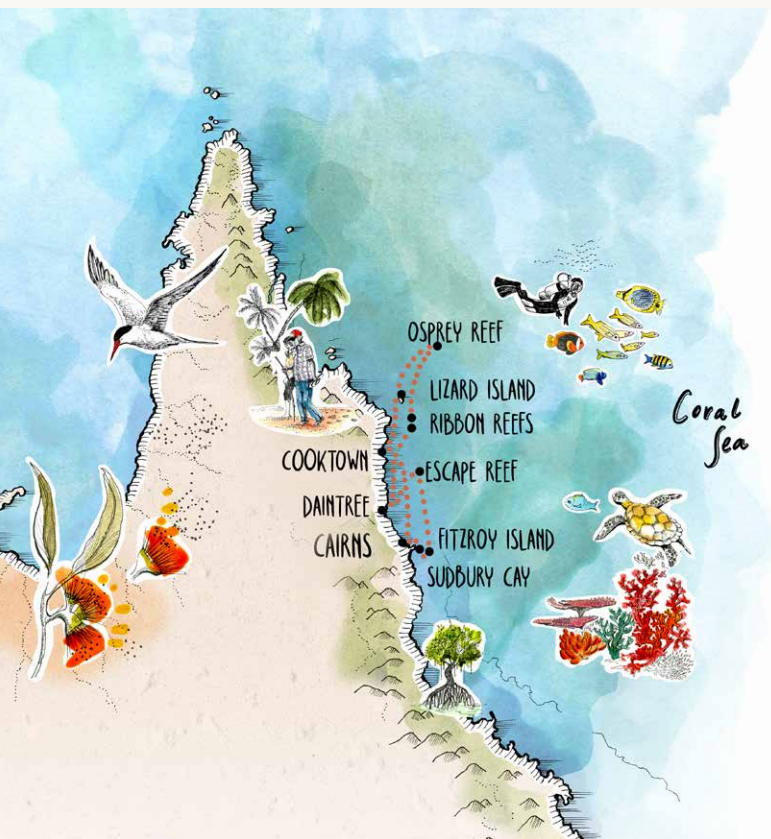 OSPREY REEF
LIZARD ISLAND
RIBBON REEFS
Coral
Sea
COOKTOWN
ESCAPE REEF
DAINTREE
CAIRNS
FITZROY ISLAND
SUDBURY CAY